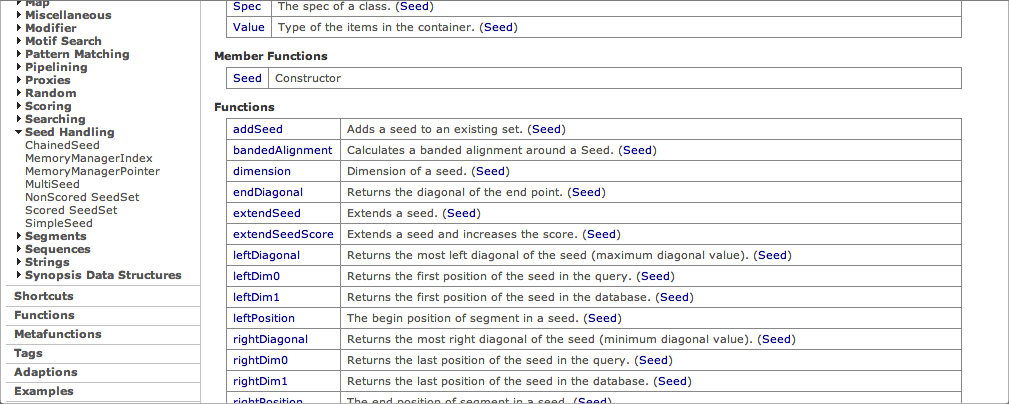 Map
Miscellaneous
Modifier
Motif Search
Pattern Matching
Pipelining
Proxies
Random
Scoring
Searching
Seed Handling
ChainedSeed
MemoryManagerIndex
MemoryManagerPointer
MultiSeed
NonScored SeedSet
Scored SeedSet
SimpleSeed
Segments
Sequences
Strings
Synopsis Data Structures
Shortcuts
Functions
Metafunctions
Tags
Adaptions
Examples
Spec The spec of a class. (Seed)
Value Type of the items in the container. (Seed)
Member Functions
Seed Constructor
Functions
addSeed Adds a seed to an existing set. (Seed)
bandedAlignment Calculates a banded alignment around a Seed. (Seed)
dimension Dimension of a seed. (Seed)
endDiagonal Returns the diagonal of the end point. (Seed)
extendSeed Extends a seed. (Seed)
extendSeedScore Extends a seed and increases the score. (Seed)
leftDiagonal Returns the most left diagonal of the seed (maximum diagonal value). (Seed)
leftDim0 Returns the first position of the seed in the query. (Seed)
leftDim1 Returns the first position of the seed in the database. (Seed)
leftPosition The begin position of segment in a seed. (Seed)
rightDiagonal Returns the most right diagonal of the seed (minimum diagonal value). (Seed)
rightDim0 Returns the last position of the seed in the query. (Seed)
rightDim1 Returns the last position of the seed in the database. (Seed)
rightPosition The end position of segment in a seed. (Seed)